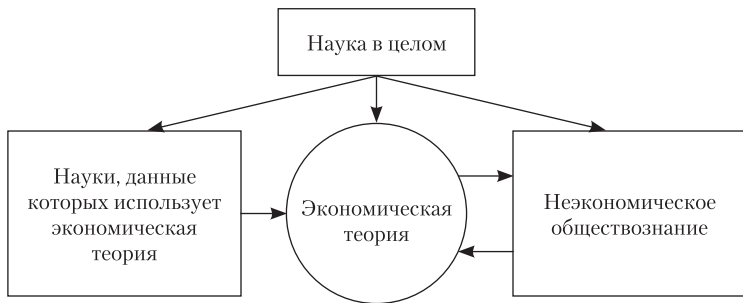 Наука в целом
Науки, данные
которых использует
экономическая
теория
Экономическая
теория
Неэкономическое
обществознание